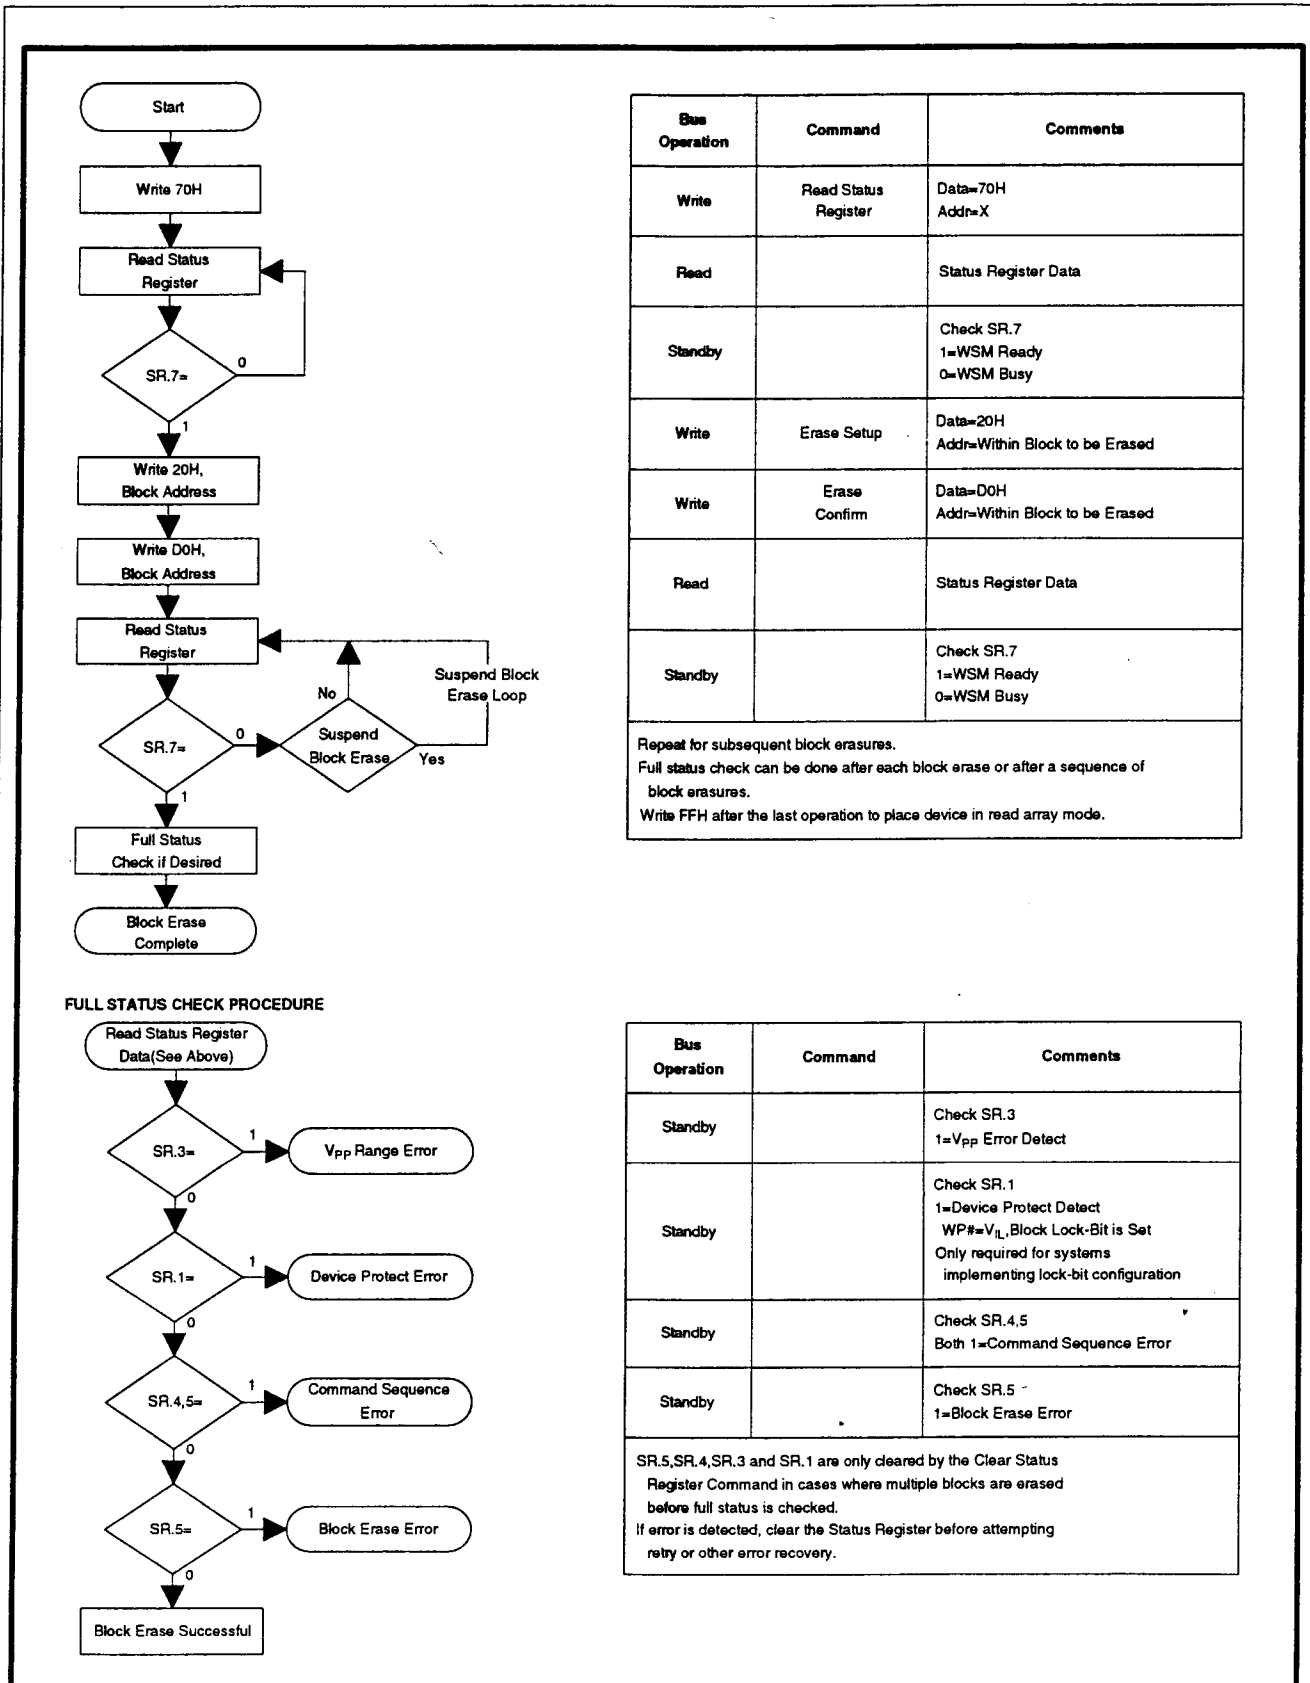 Start
Write 70H
Read Status
Register
SR.7=
0
1
Write 20H,
Block Address
Write D0H,
Block Address
Read Status
Register
SR.7=
0
1
No
Suspend
Block Erase
Yes
Suspend Block
Erase Loop
Full Status
Check if Desired
Block Erase
Complete
Bus
Operation
Command
Comments
Write
Read Status
Register
Data=70H
Addr=X
Read
Status Register Data
Standby
Check SR.7
1=WSM Ready
0=WSM Busy
Write
Erase Setup
Data=20H
Addr=Within Block to be Erased
Write
Erase
Confirm
Data=D0H
Addr=Within Block to be Erased
Read
Status Register Data
Standby
Check SR.7
1=WSM Ready
0=WSM Busy
Repeat for subsequent block erasures.
Full status check can be done after each block erase or after a sequence of
block erasures.
Write FFH after the last operation to place device in read array mode.
FULL STATUS CHECK PROCEDURE
Read Status Register
Data(See Above)
SR.3=
1
VPP Range Error
0
SR.1=
1
Device Protect Error
0
SR.4,5=
1
Command Sequence
Error
0
SR.5=
1
Block Erase Error
0
Block Erase Successful
Bus
Operation
Command
Comments
Standby
Check SR.3
1=VPP Error Detect
Standby
Check SR.1
1=Device Protect Detect
WP#=VIL,Block Lock-Bit is Set
Only required for systems
implementing lock-bit configuration
Standby
Check SR.4,5
Both 1=Command Sequence Error
Standby
Check SR.5
1=Block Erase Error
SR.5,SR.4,SR.3 and SR.1 are only cleared by the Clear Status
Register Command in cases where multiple blocks are erased
before full status is checked.
If error is detected, clear the Status Register before attempting
retry or other error recovery.